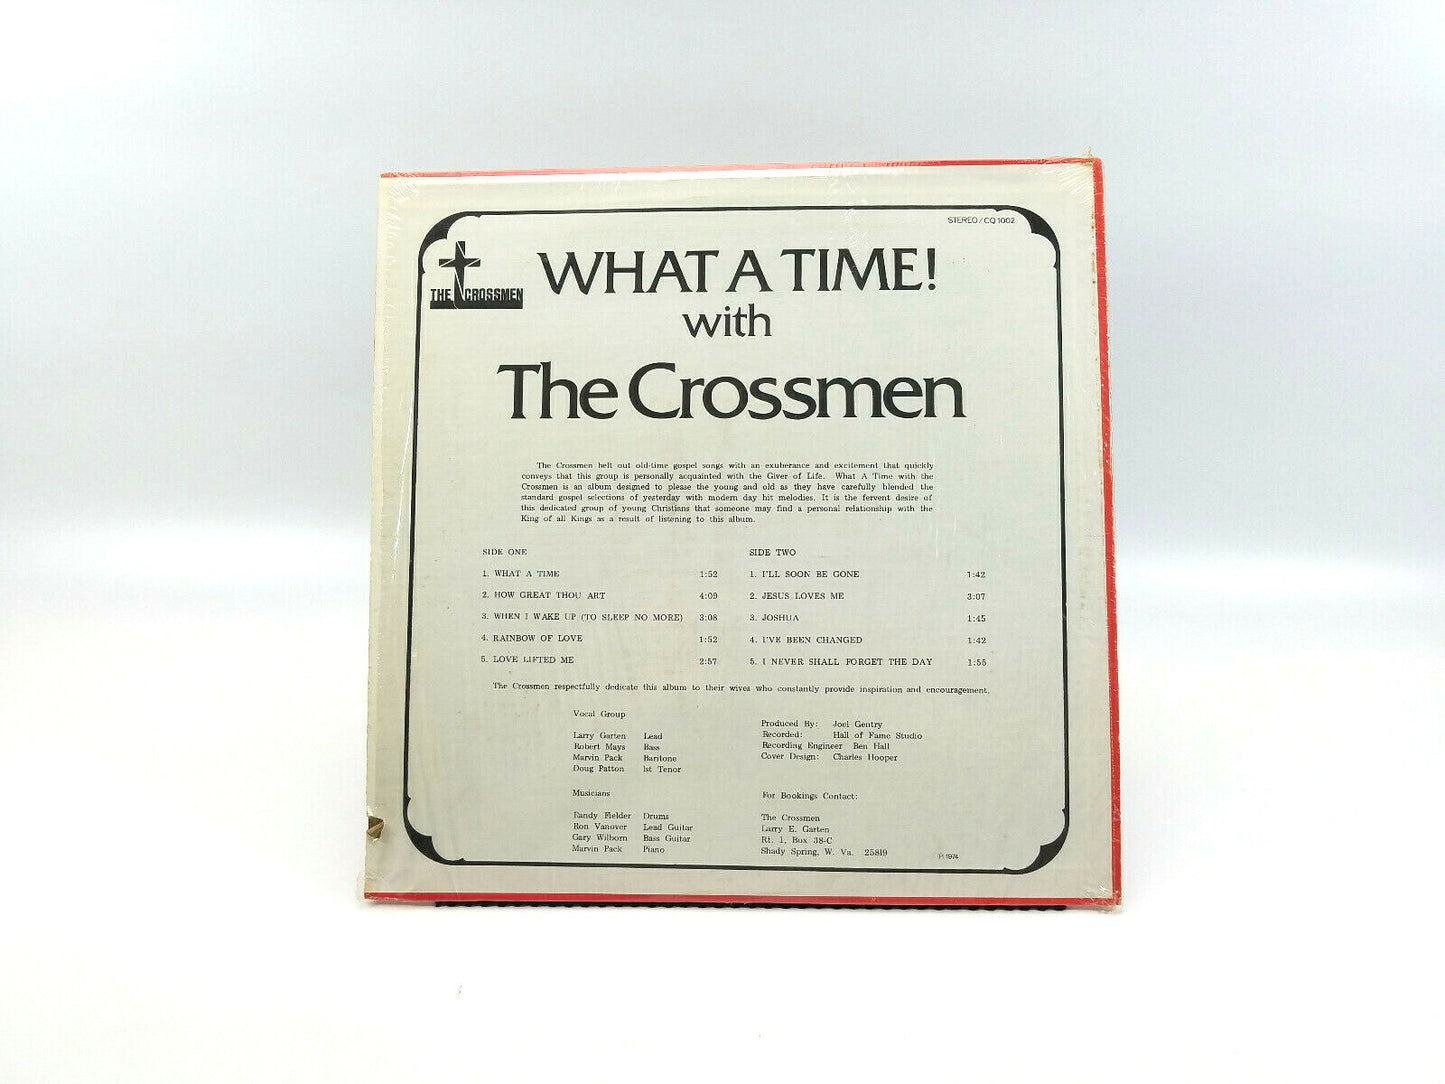 STEREO/CQ 1002
THE CROSSMEN
WHAT A TIME!
with
The Crossmen
The Crossmen belt out old-time gospel songs with an exuberance and excitement that quickly
conveys that this group is personally acquainted with the Giver of Life. What A Time with the
Crossmen is an album designed to please the young and old as they have carefully blended the
standard gospel selections of yesterday with modern day hit melodies. It is the fervent desire of
this dedicated group of young Christians that someone may find a personal relationship with the
King of all Kings as a result of listening to this album.
SIDE ONE
1. WHAT A TIME 1:52
2. HOW GREAT THOU ART 4:09
3. WHEN I WAKE UP (TO SLEEP NO MORE) 3:08
4. RAINBOW OF LOVE 1:52
5. LOVE LIFTED ME 2:57
SIDE TWO
1. I'LL SOON BE GONE 1:42
2. JESUS LOVES ME 3:07
3. JOSHUA 1:45
4. I'VE BEEN CHANGED 1:42
5. I NEVER SHALL FORGET THE DAY 1:55
The Crossmen respectfully dedicate this album to their wives who constantly provide inspiration and encouragement.
Vocal Group
Larry Garten Lead
Robert Mays Bass
Marvin Pack Baritone
Doug Patton 1st Tenor
Musicians
Randy Fielder Drums
Ron Vanover Lead Guitar
Gary Wilborn Bass Guitar
Marvin Pack Piano
Produced By: Joel Gentry
Recorded: Hall of Fame Studio
Recording Engineer Ben Hall
Cover Design: Charles Hooper
For Bookings Contact:
The Crossmen
Larry E. Garten
Rt. 1, Box 38-C
Shady Spring, W. Va. 25819
℗ 1974